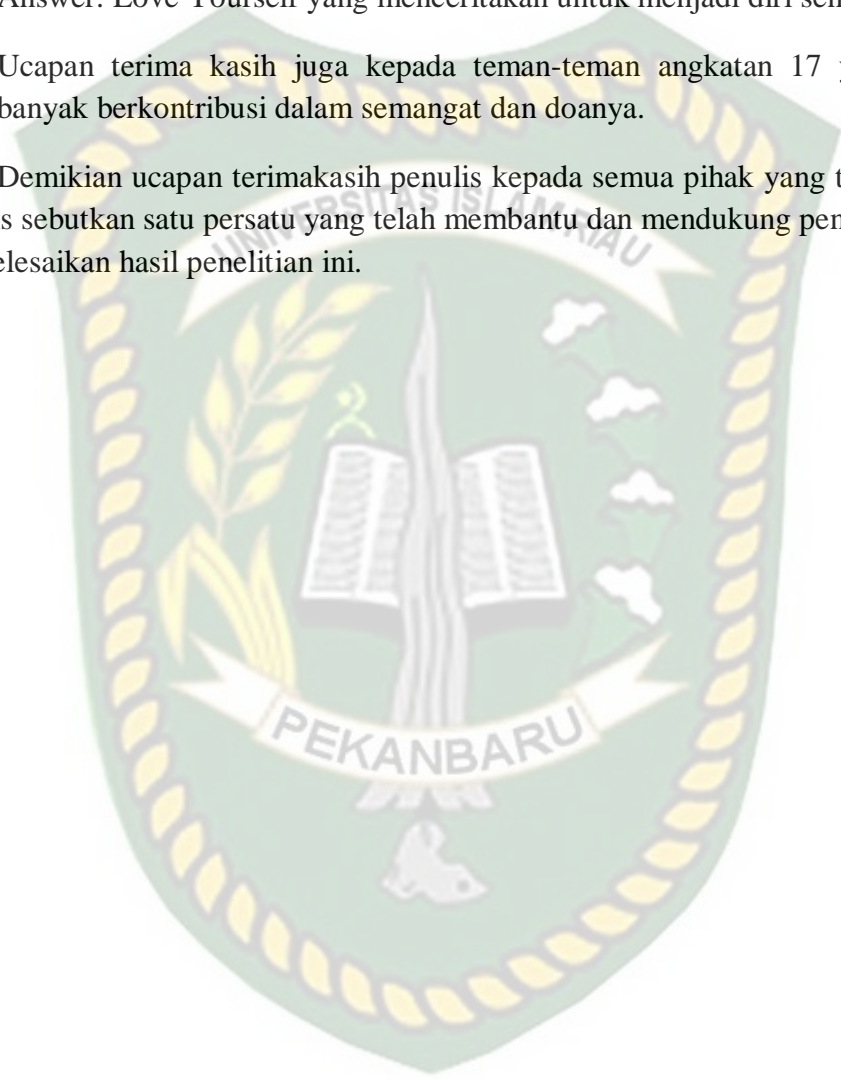 Answer: Love Yourself yang menceritakan untuk menjadi diri
Ucapan terima kasih juga kepada teman-teman angkatan 17
banyak berkontribusi dalam semangat dan doanya.
Demikian ucapan terimakasih penulis kepada semua pihak yang
s sebutkan satu persatu yang telah membantu dan mendukung
elesaikan hasil penelitian ini.
UNIVERSITAS ISLAM RIAU
PEKANBARU